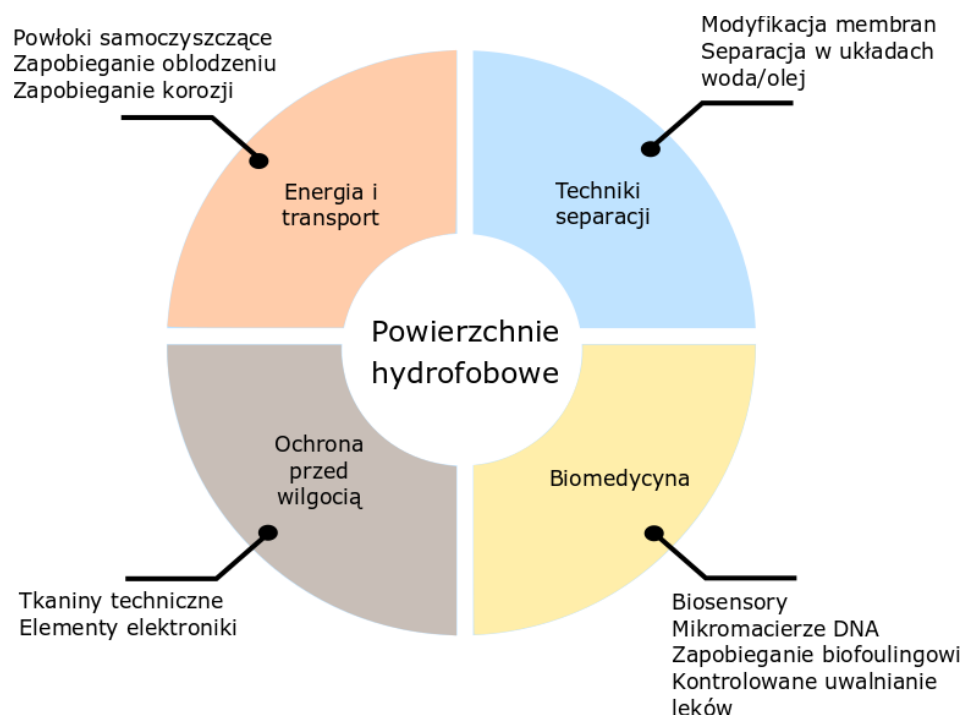 Powłoki samoczyszczące
Zapobieganie oblodzeniu
Zapobieganie korozji
Modyfikacja membran
Separacja w układach
woda/olej
Energia i
transport
Techniki
separacji
Powierzchnie
hydrofobowe
Ochrona
przed
wilgocią
Biomedycyna
Tkaniny techniczne
Elementy elektroniki
Biosensory
Mikromacierze DNA
Zapobieganie biofoulingowi
Kontrolowane uwalnianie
leków